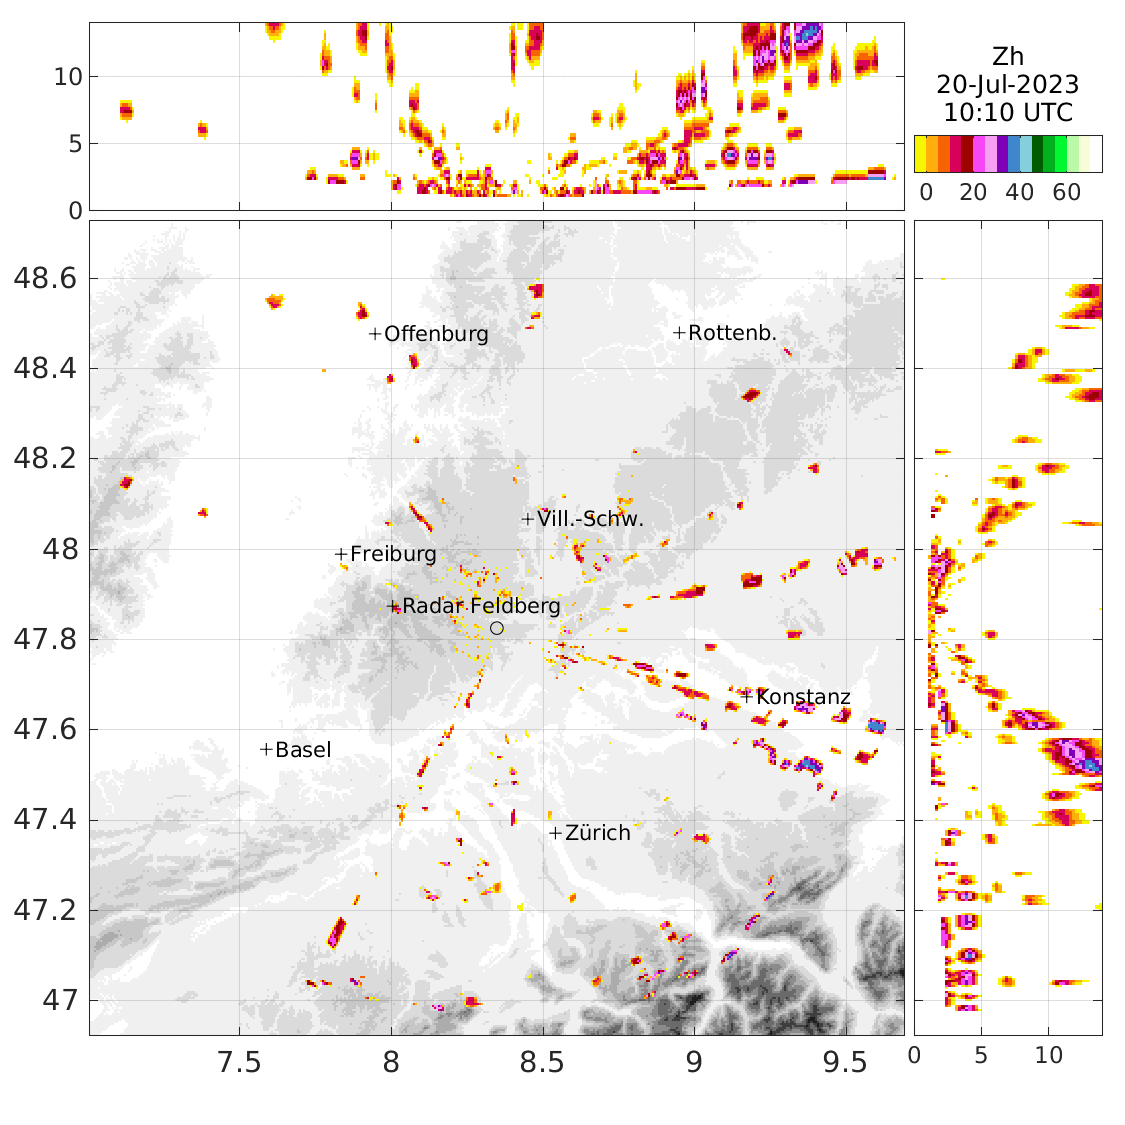 10
5
0
Zh
20-Jul-2023
10:10 UTC
0 20 40 60
48.6
48.4
48.2
48
47.8
47.6
47.4
47.2
47
Offenburg
Rottenb.
Vill.-Schw.
Freiburg
Radar Feldberg
Konstanz
Basel
Zürich
7.5 8 8.5 9 9.5
0 5 10